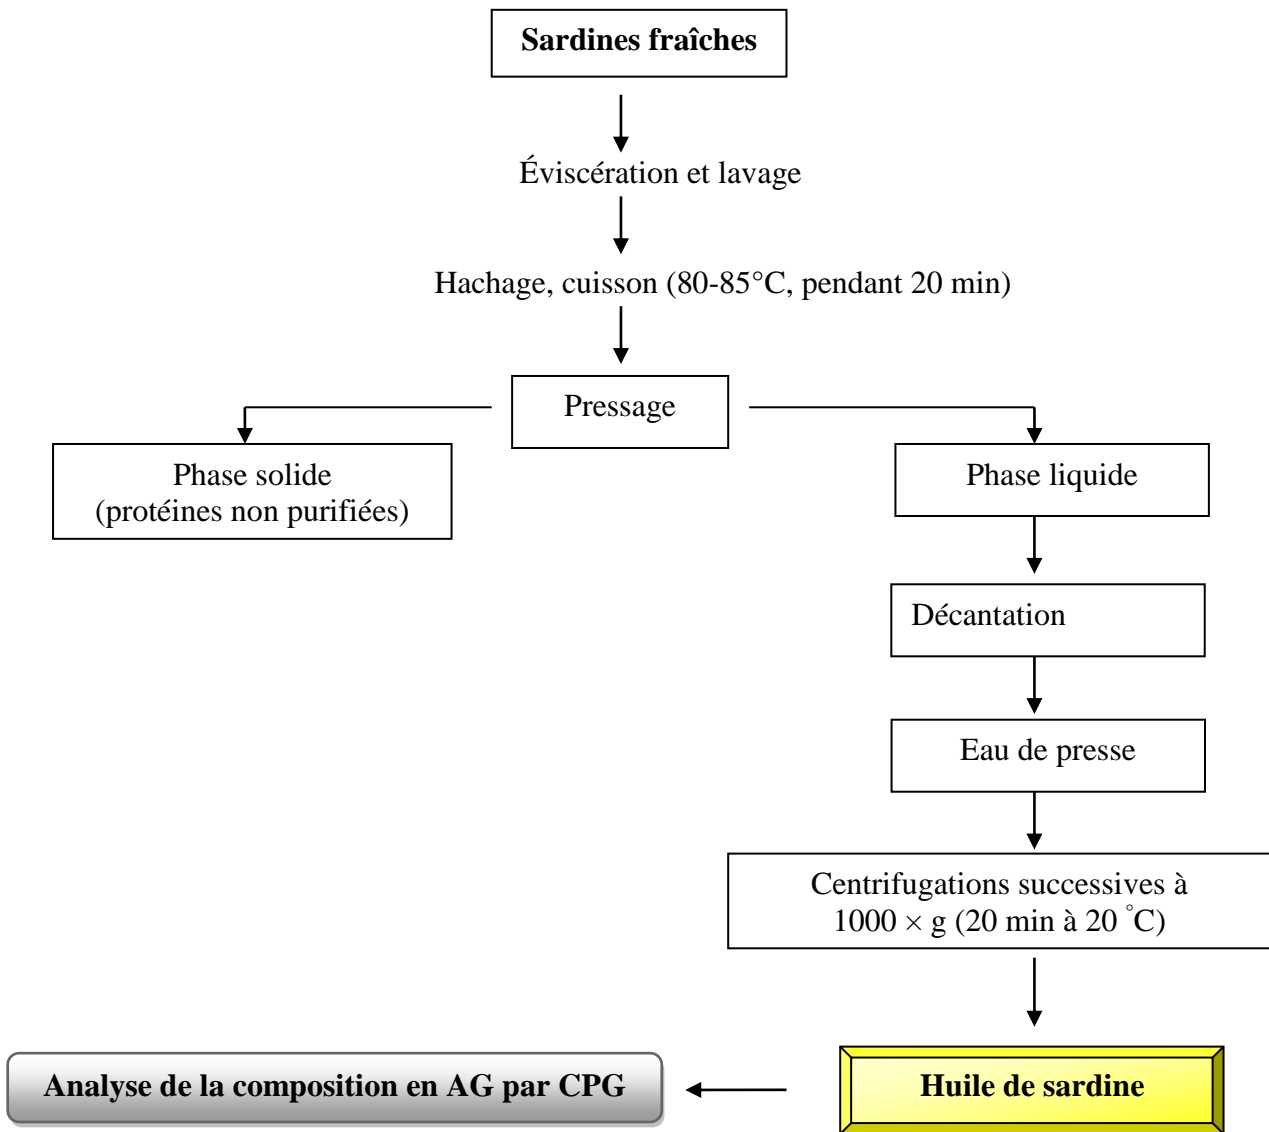 Sardines fraîches
Éviscération et lavage
Hachage, cuisson (80-85°C, pendant 20 min)
Pressage
Phase solide
(protéines non purifiées)
Phase liquide
Décantation
Eau de presse
Centrifugations successives à
1000 × g (20 min à 20 °C)
Huile de sardine
Analyse de la composition en AG par CPG